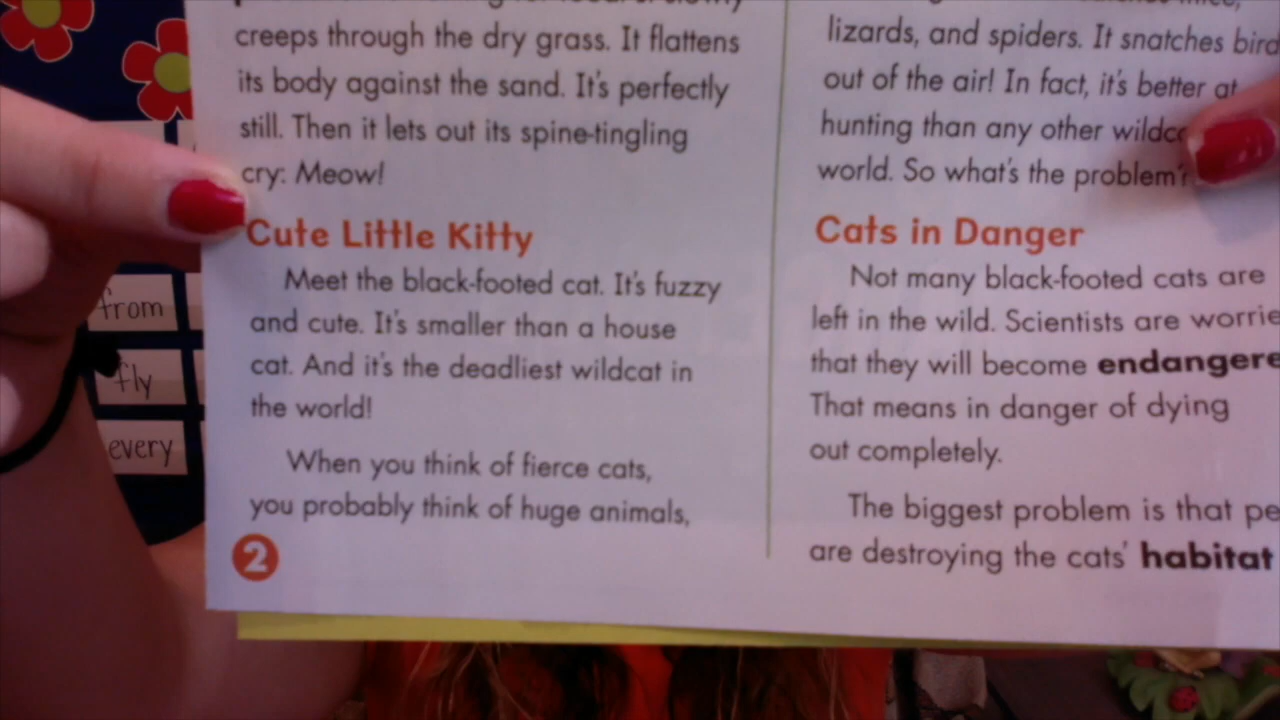 creeps through the dry grass. It flattens
its body against the sand. It's perfectly
still. Then it lets out its spine-tingling
cry: Meow!
Cute Little Kitty
Meet the black-footed cat. It's fuzzy
and cute. It's smaller than a house
cat. And it's the deadliest wildcat in
the world!
When you think of fierce cats,
you probably think of huge animals,
2
lizards, and spiders. It snatches
out of the air! In fact, it's better at
hunting than any other
world. So what's the problem?
Cats in Danger
Not many black-footed cats are
left in the wild. Scientists are
that they will become
That means in danger of dying
out completely.
The biggest problem is that
are destroying the cats' habitat
from
fly
every